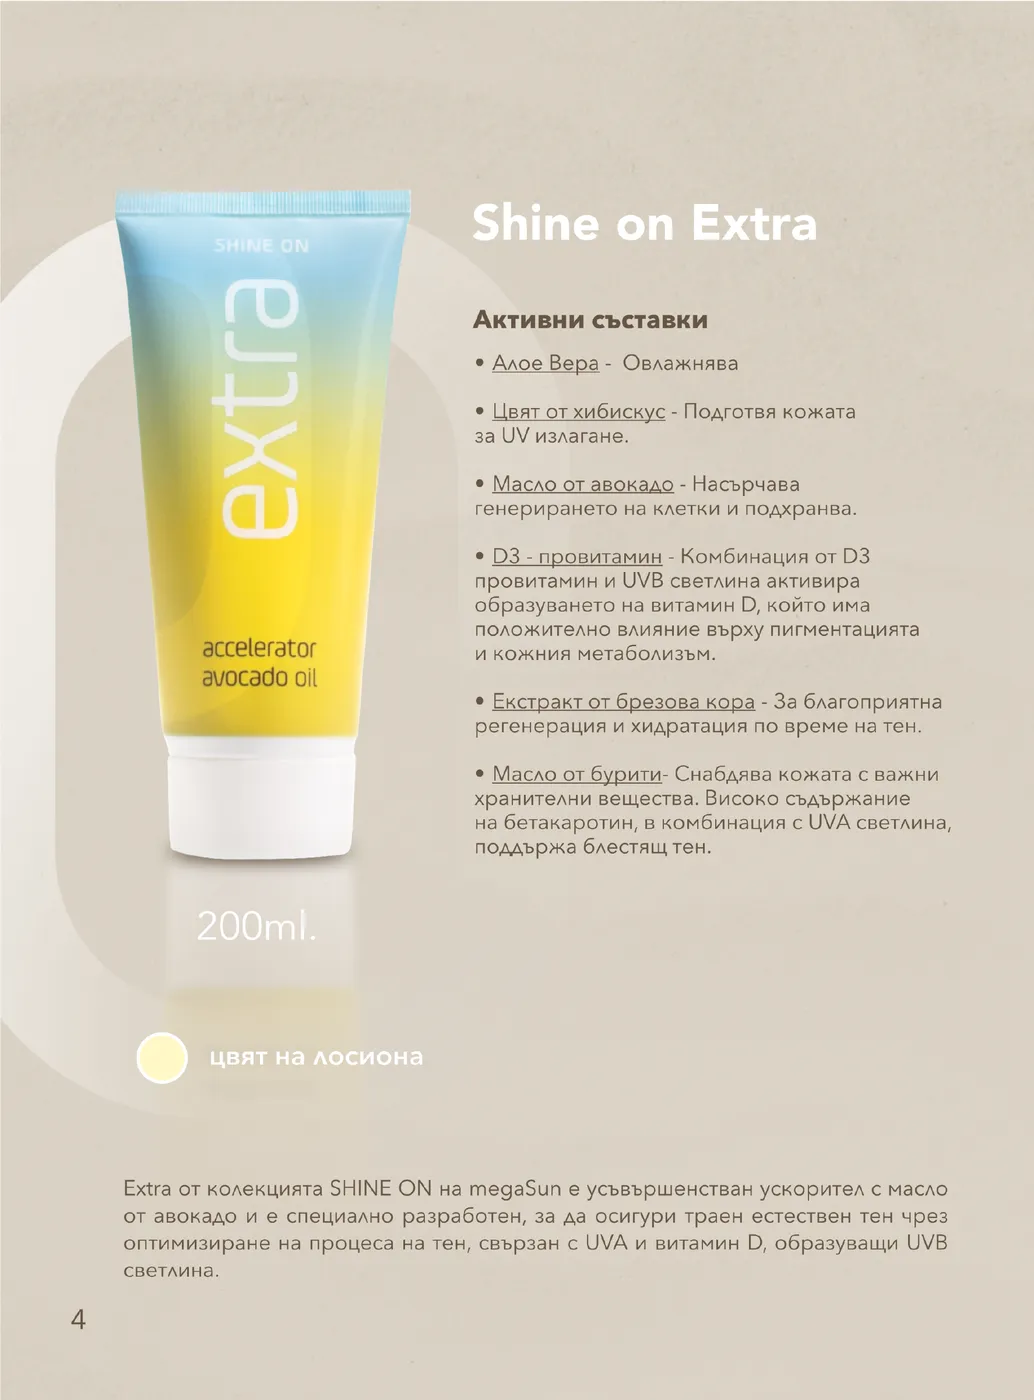 SHINE ON
extra
accelerator
avocado oil
200ml.
цвят на лосиона
Shine on Extra
Активни съставки
• Алое Вера - Овлажнява
• Цвят от хибискус - Подготвя кожата
за UV излагане.
• Масло от авокадо - Насърчава
генерирането на клетки и подхранва.
• D3 - провитамин - Комбинация от D3
провитамин и UVB светлина активира
образуването на витамин D, който има
положително влияние върху пигментацията
и кожния метаболизъм.
• Екстракт от брезова кора - За благоприятна
регенерация и хидратация по време на тен.
• Масло от бурити- Снабдява кожата с важни
хранителни вещества. Високо съдържание
на бетакаротин, в комбинация с UVA светлина,
поддържа блестящ тен.
Extra от колекцията SHINE ON на megaSun е усъвършенстван ускорител с масло
от авокадо и е специално разработен, за да осигури траен естествен тен чрез
оптимизиране на процеса на тен, свързан с UVA и витамин D, образуващи UVB
светлина.
4